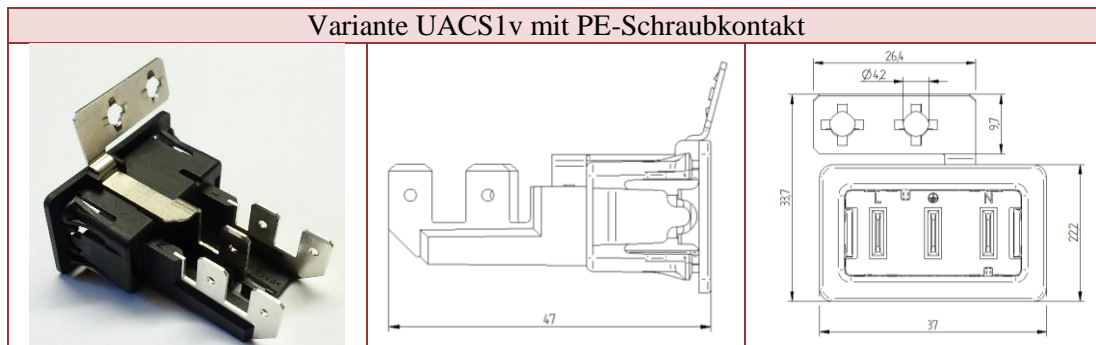 Variante UACS1v mit PE-Schraubkontakt
26,4
Ø4,2
9,7
33,7
L
N
22,2
47
37